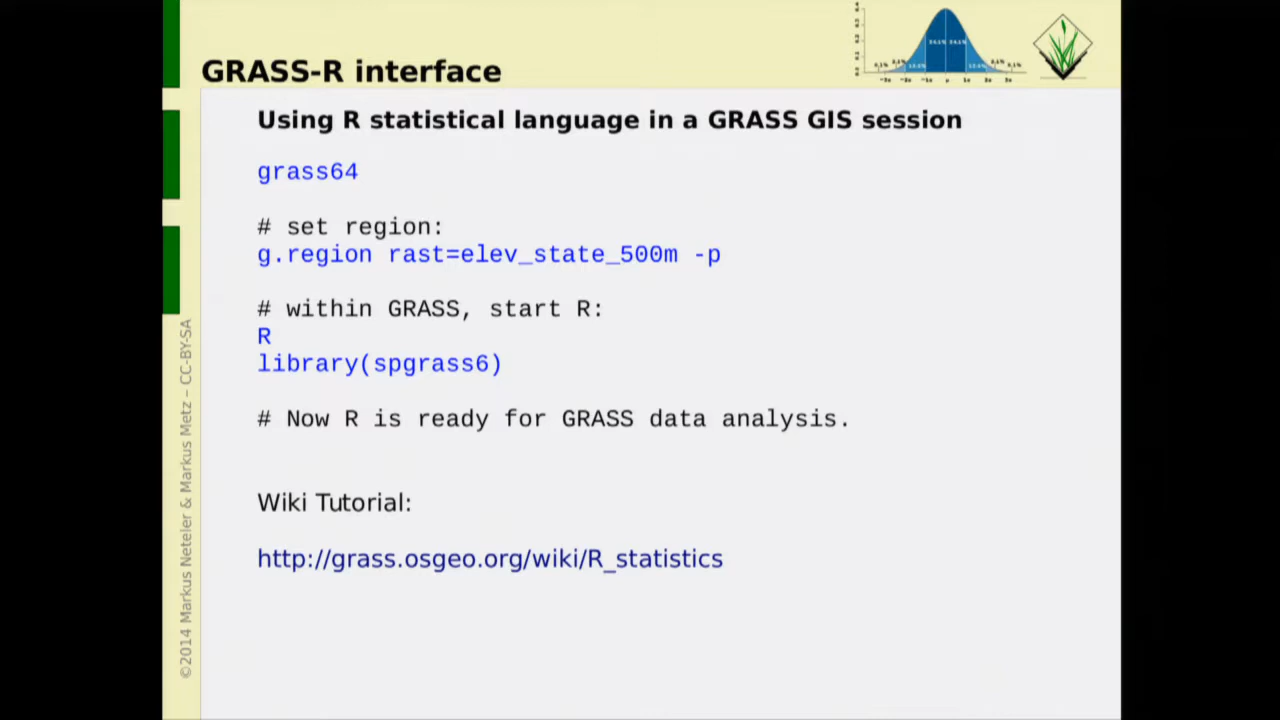 GRASS-R interface
Using R statistical language in a GRASS GIS session
grass64
# set region:
g.region rast=elev_state_500m -p
# within GRASS, start R:
R
library(spgrass6)
# Now R is ready for GRASS data analysis.
Wiki Tutorial:
http://grass.osgeo.org/wiki/R_statistics
©2014 Markus Neteler & Markus Metz – CC-BY-SA